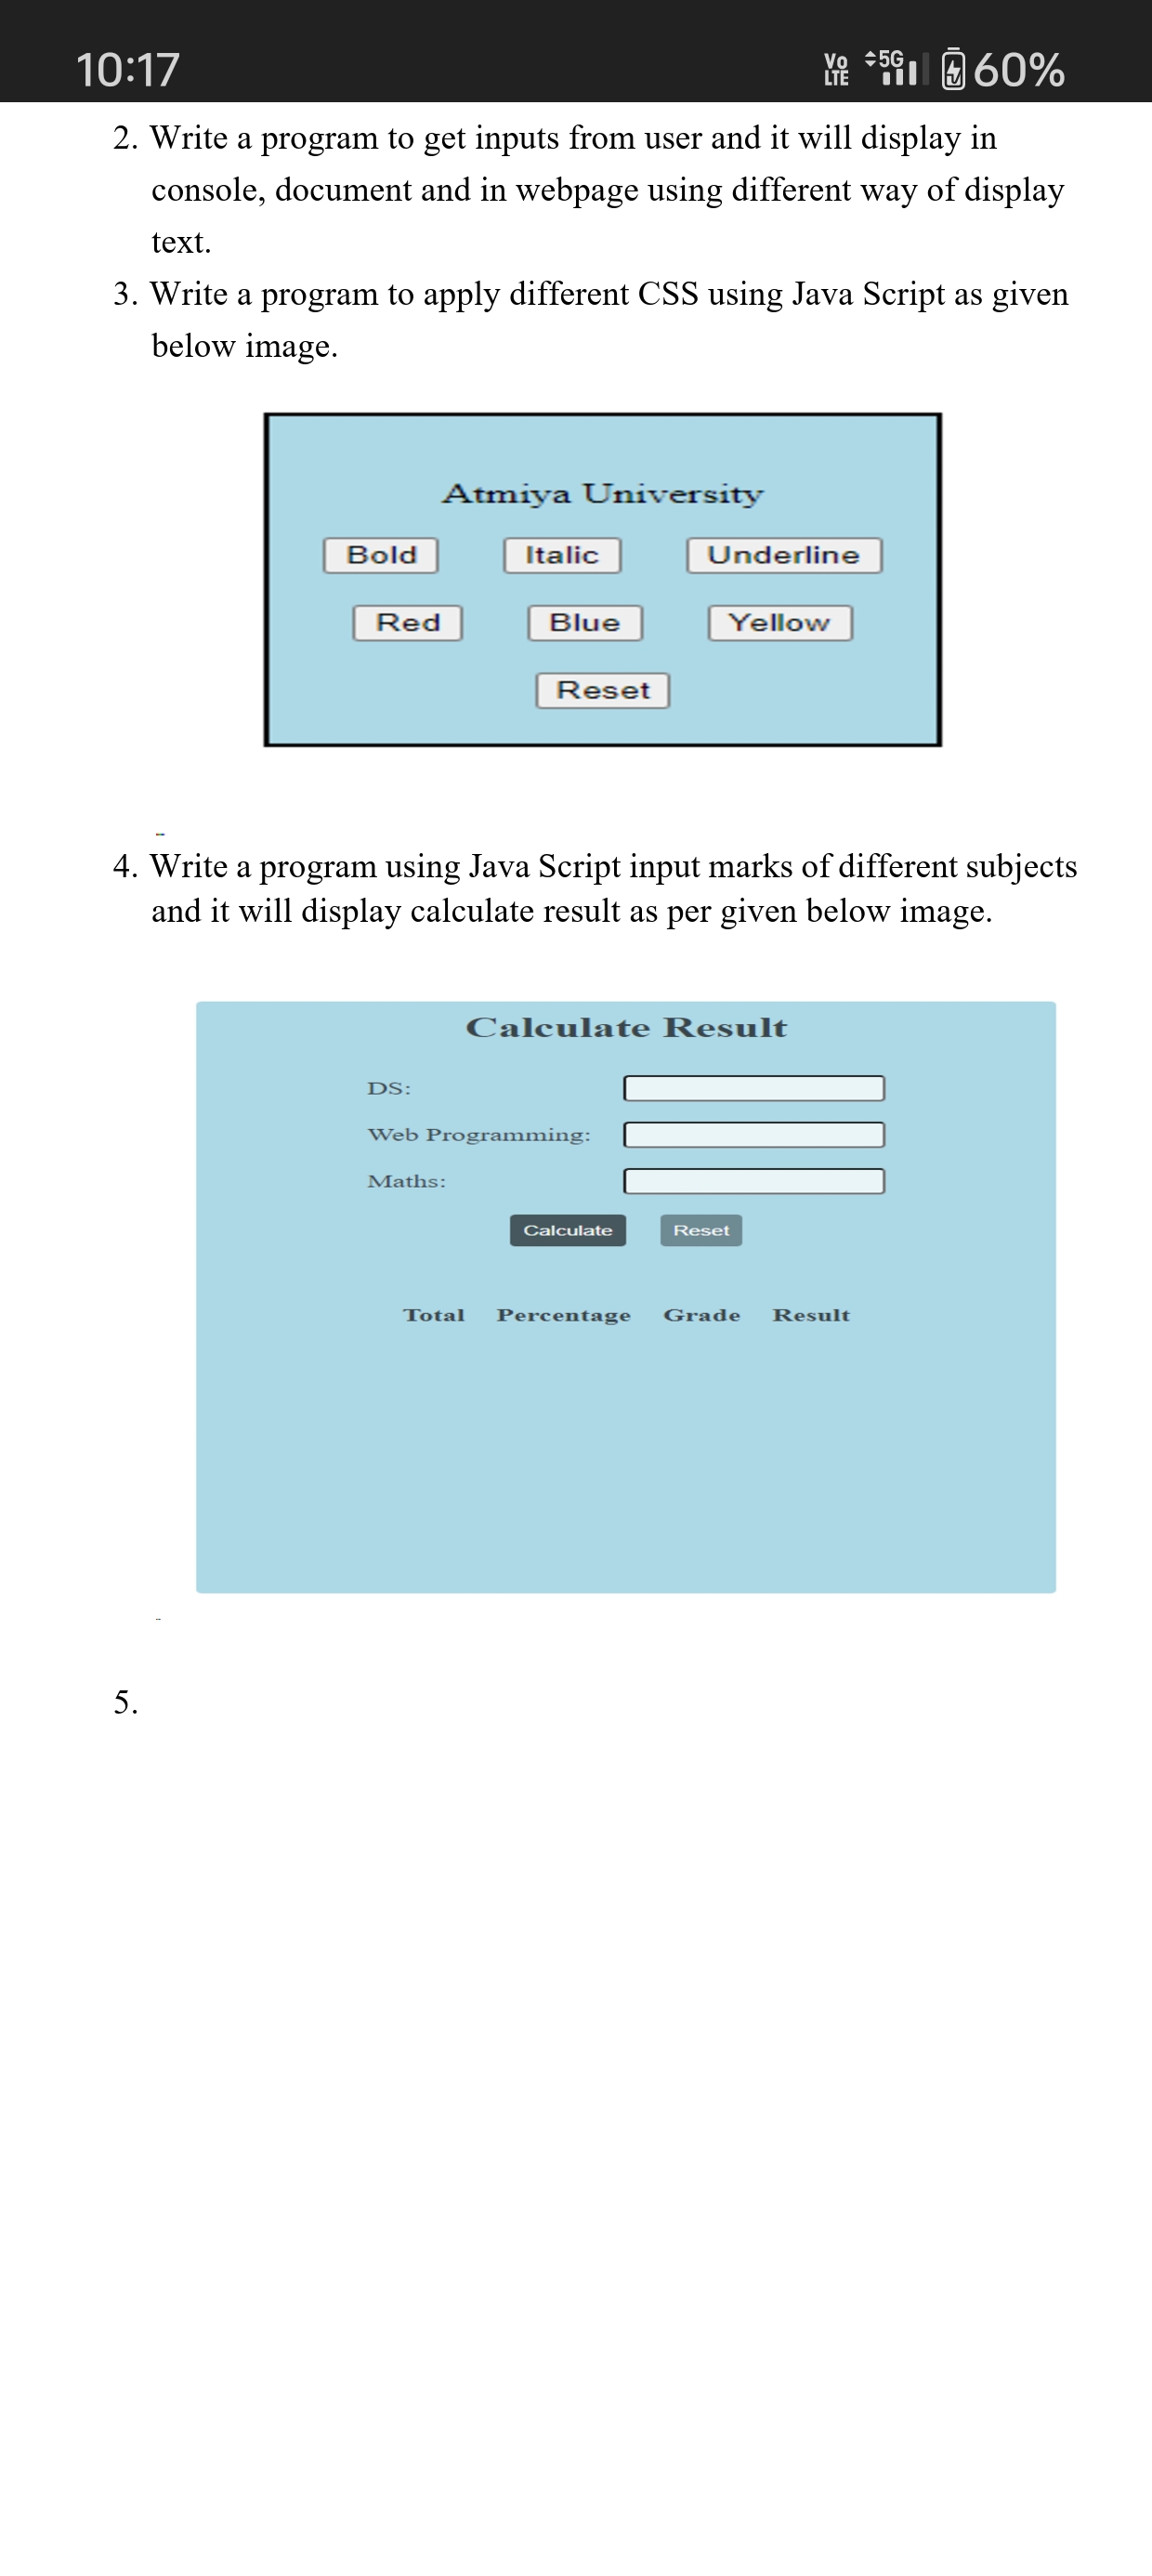 10:17 Vo LTE 5G 60%
2. Write a program to get inputs from user and it will display in
console, document and in webpage using different way of display
text.
3. Write a program to apply different CSS using Java Script as given
below image.
Atmiya University
Bold Italic Underline
Red Blue Yellow
Reset
4. Write a program using Java Script input marks of different subjects
and it will display calculate result as per given below image.
Calculate Result
DS:
Web Programming:
Maths:
Calculate Reset
Total Percentage Grade Result
5.